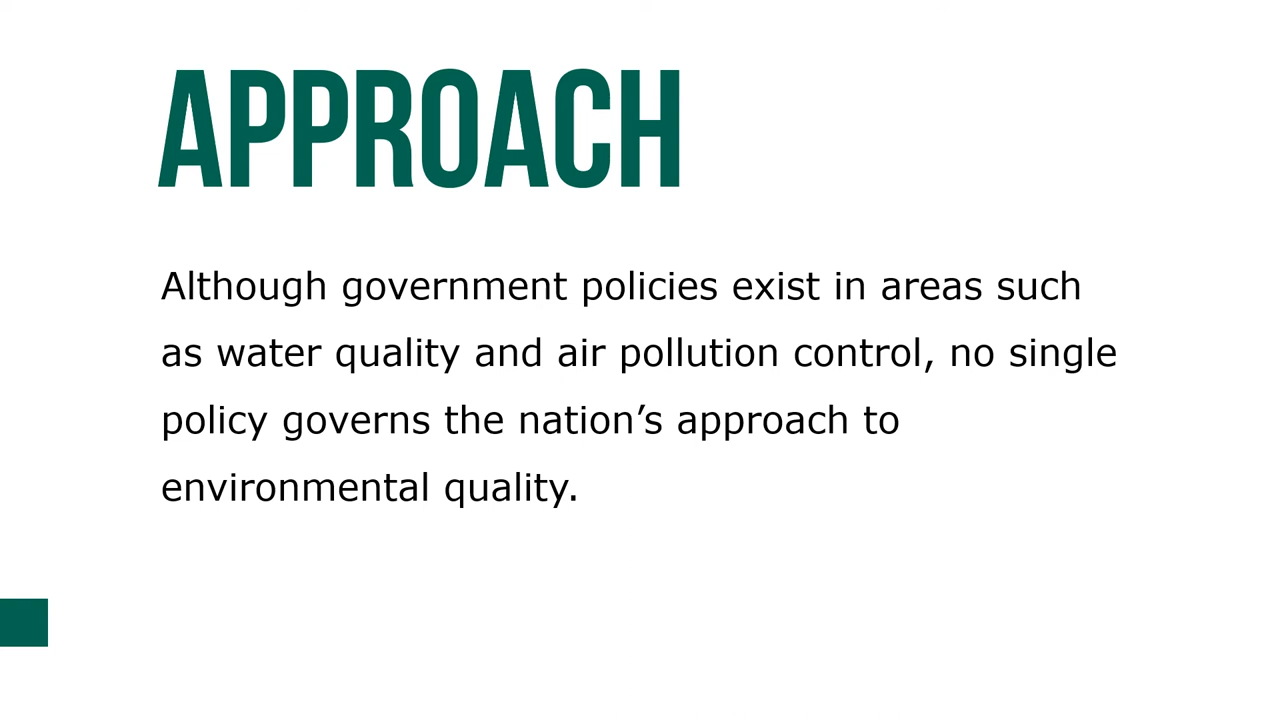 APPROACH
Although government policies exist in areas such
as water quality and air pollution control, no single
policy governs the nation’s approach to
environmental quality.